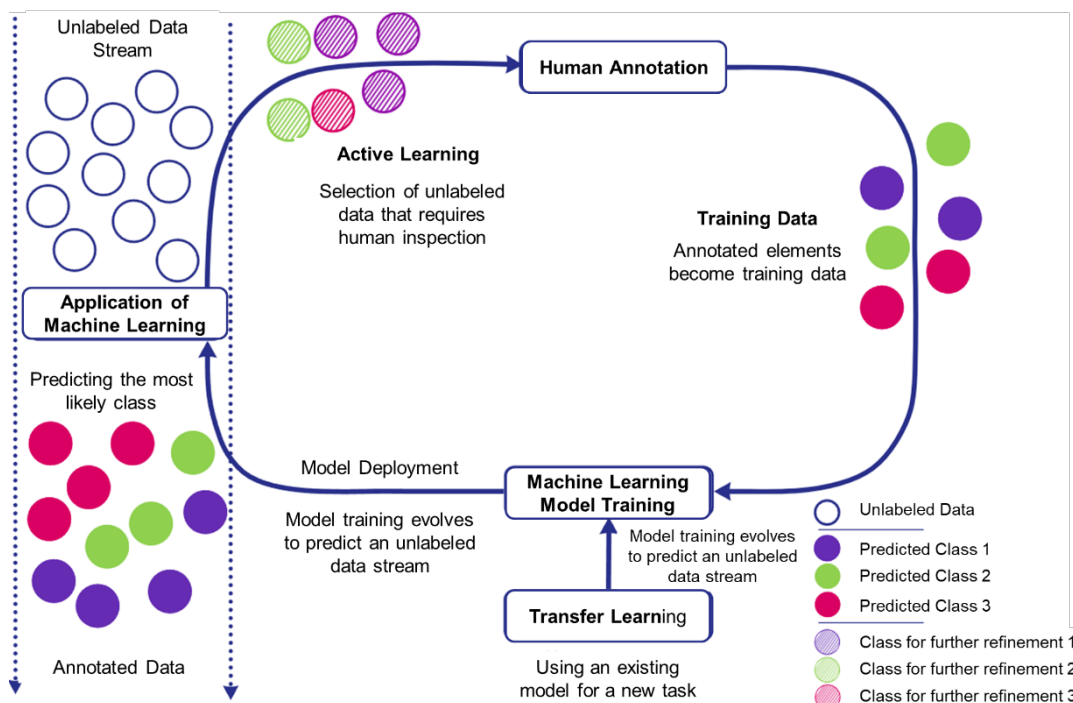 Unlabeled Data
Stream
Application of
Machine Learning
Predicting the most
likely class
Annotated Data
Active Learning
Selection of unlabeled
data that requires
human inspection
Human Annotation
Training Data
Annotated elements
become training data
Model Deployment
Model training evolves
to predict an unlabeled
data stream
Machine Learning
Model Training
Model training evolves
to predict an unlabeled
data stream
Transfer Learning
Using an existing
model for a new task
Unlabeled Data
Predicted Class 1
Predicted Class 2
Predicted Class 3
Class for further refinement 1
Class for further refinement 2
Class for further refinement 3